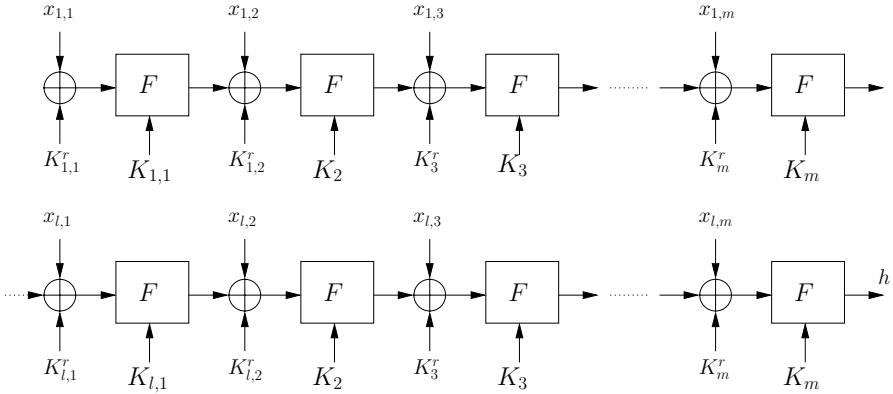 x_{1,1} x_{1,2} x_{1,3} x_{1,m}
F F F F
K^r_{1,1} K_{1,1} K^r_{1,2} K_2 K^r_3 K_3 K^r_m K_m
x_{l,1} x_{l,2} x_{l,3} x_{l,m}
F F F F h
K^r_{l,1} K_{l,1} K^r_{l,2} K_2 K^r_3 K_3 K^r_m K_m